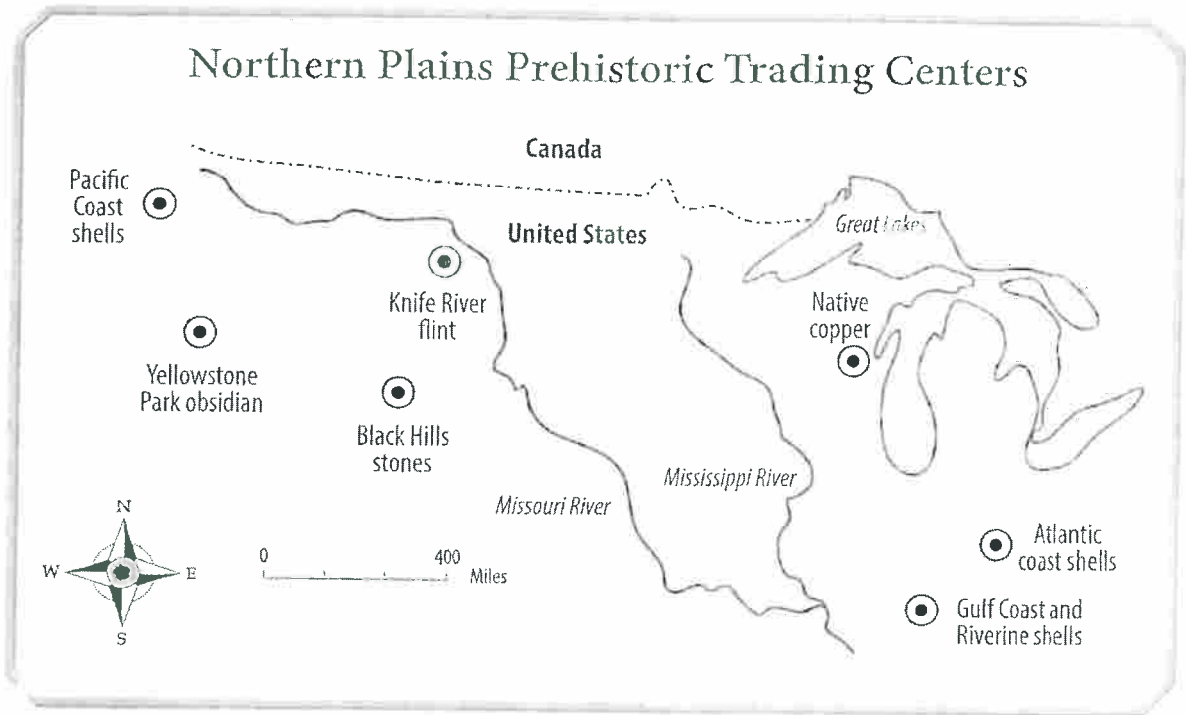 Northern Plains Prehistoric Trading Centers
Canada
Pacific
Coast
shells
Great Lakes
United States
Knife River
flint
Native
copper
Yellowstone
Park obsidian
Black Hills
stones
Mississippi River
Missouri River
N
W
E
S
0
400
Miles
Atlantic
coast shells
Gulf Coast and
Riverine shells